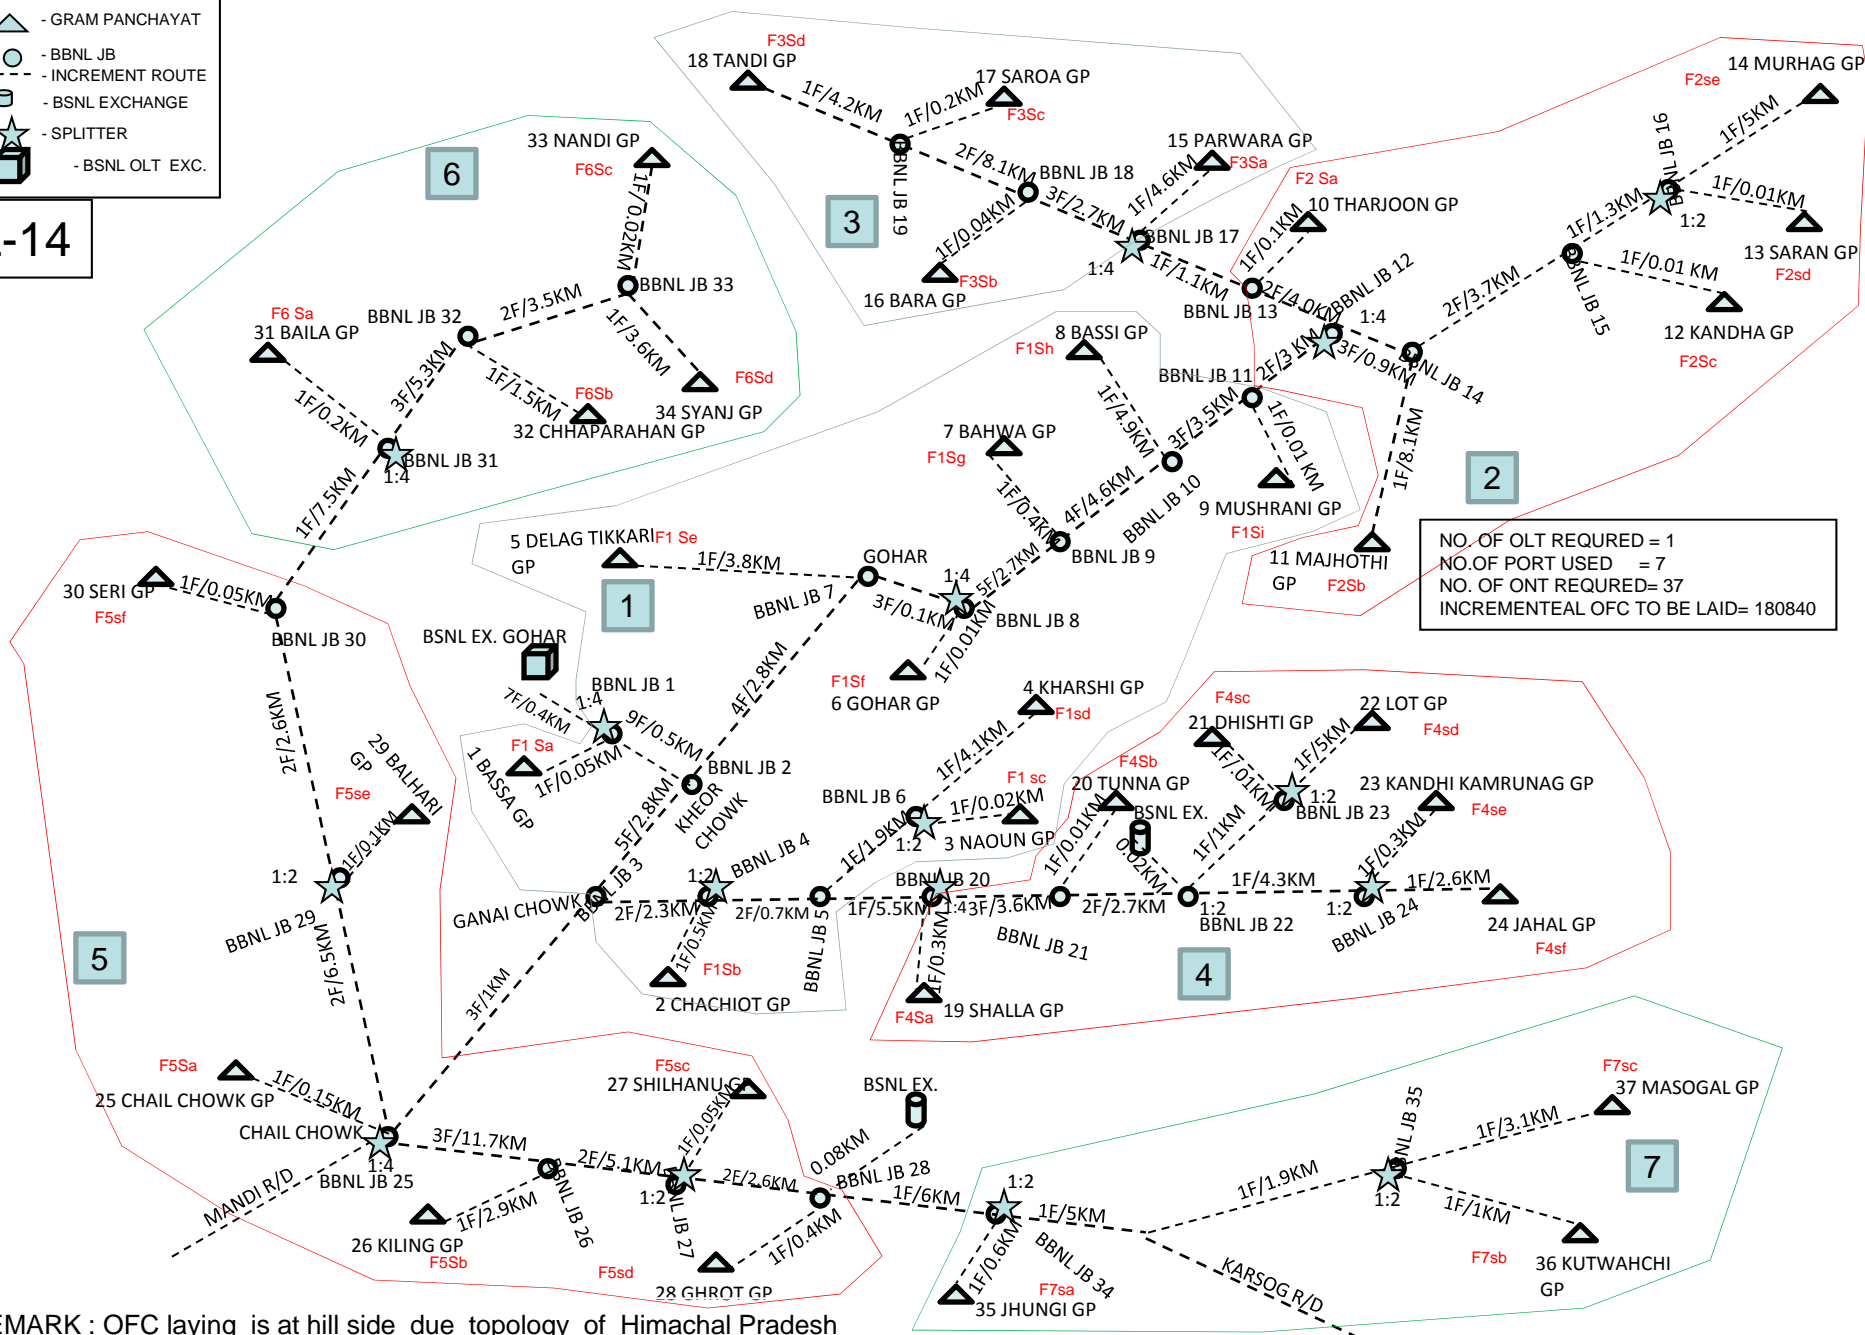 - GRAM PANCHAYAT
- BBNL JB
- INCREMENT ROUTE
- BSNL EXCHANGE
- SPLITTER
- BSNL OLT EXC.
-14
6
33 NANDI GP
F6Sc
1F/0.02KM
BBNL JB 33
2F/3.5KM
BBNL JB 32
F6 Sa
31 BAILA GP
1F/0.2KM
3F/5.3KM
1F/1.5KM
F6Sb
32 CHHAPARAHAN GP
1F/3.6KM
F6Sd
34 SYANJ GP
BBNL JB 31
1:4
1F/7.5KM
3
F3Sd
18 TANDI GP
1F/4.2KM
17 SAROA GP
1F/0.2KM
F3Sc
BBNL JB 19
2F/8.1KM
BBNL JB 18
3F/2.7KM
1F/0.04KM
F3Sb
16 BARA GP
15 PARWARA GP
F3Sa
1F/4.6KM
BBNL JB 17
1:4
1F/1.1KM
2
F2 Sa
10 THARJOON GP
1F/0.1KM
BBNL JB 13
2F/4.0KM
BBNL JB 12
1:4
3F/0.9KM
BBNL JB 14
2F/3.7KM
BBNL JB 15
1F/1.3KM
BBNL JB 16
1:2
14 MURHAG GP
F2se
1F/5KM
1F/0.01KM
13 SARAN GP
F2sd
1F/0.01 KM
12 KANDHA GP
F2Sc
1F/8.1KM
11 MAJHOTHI
GP
F2Sb
2F/3 KM
BBNL JB 11
1F/0.01 KM
9 MUSHRANI GP
F1Si
3F/3.5KM
8 BASSI GP
F1Sh
1F/4.9KM
BBNL JB 10
4F/4.6KM
7 BAHWA GP
F1Sg
1F/0.4KM
BBNL JB 9
5F/2.7KM
NO. OF OLT REQURED = 1
NO.OF PORT USED = 7
NO. OF ONT REQURED= 37
INCREMENTEAL OFC TO BE LAID= 180840
1
5 DELAG TIKKARI
GP
F1 Se
1F/3.8KM
GOHAR
BBNL JB 7
3F/0.1KM
1:4
BBNL JB 8
1F/0.01KM
F1Sf
6 GOHAR GP
4F/2.8KM
BSNL EX. GOHAR
7F/0.4KM
BBNL JB 1
1:4
9F/0.5KM
F1 Sa
1 BASSA GP
1F/0.05KM
BBNL JB 2
KHEOR
CHOWK
5F/2.8KM
BBNL JB 3
GANAI CHOWK
2F/2.3KM
1:2
BBNL JB 4
1F/0.5KM
F1Sb
2 CHACHIOT GP
2F/0.7KM
BBNL JB 5
1F/1.9KM
BBNL JB 6
1:2
4 KHARSHI GP
F1sd
1F/4.1KM
F1 sc
1F/0.02KM
3 NAOUN GP
1F/5.5KM
BBNL JB 20
1:4
1F/0.3KM
F4Sa
19 SHALLA GP
3F/3.6KM
F4Sb
20 TUNNA GP
1F/0.01KM
BBNL JB 21
BSNL EX.
0.02KM
2F/2.7KM
1:2
BBNL JB 22
1F/1KM
F4sc
21 DHISHTI GP
1F/.01KM
22 LOT GP
F4sd
1F/5KM
1:2
BBNL JB 23
23 KANDHI KAMRUNAG GP
F4se
1F/4.3KM
1F/0.3KM
1:2
BBNL JB 24
1F/2.6KM
24 JAHAL GP
F4sf
4
5
30 SERI GP
F5sf
1F/0.05KM
BBNL JB 30
2F/2.6KM
29 BALHARI
GP
F5se
1F/0.1KM
1:2
BBNL JB 29
2F/6.5KM
3F/1KM
F5Sa
25 CHAIL CHOWK GP
1F/0.15KM
CHAIL CHOWK
1:4
BBNL JB 25
MANDI R/D
3F/11.7KM
26 KILING GP
F5Sb
1F/2.9KM
BBNL JB 26
2F/5.1KM
F5sc
27 SHILHANU GP
1F/0.05KM
1:2
BBNL JB 27
2F/2.6KM
F5sd
28 GHROT GP
1F/0.4KM
BSNL EX.
0.08KM
BBNL JB 28
1F/6KM
1:2
BBNL JB 34
1F/0.6KM
F7sa
35 JHUNGI GP
1F/5KM
KARSOG R/D
1F/1.9KM
BBNL JB 35
1:2
F7sc
37 MASOGAL GP
1F/3.1KM
1F/1KM
F7sb
36 KUTWAHCHI
GP
7
EMARK : OFC laying is at hill side due topology of Himachal Pradesh